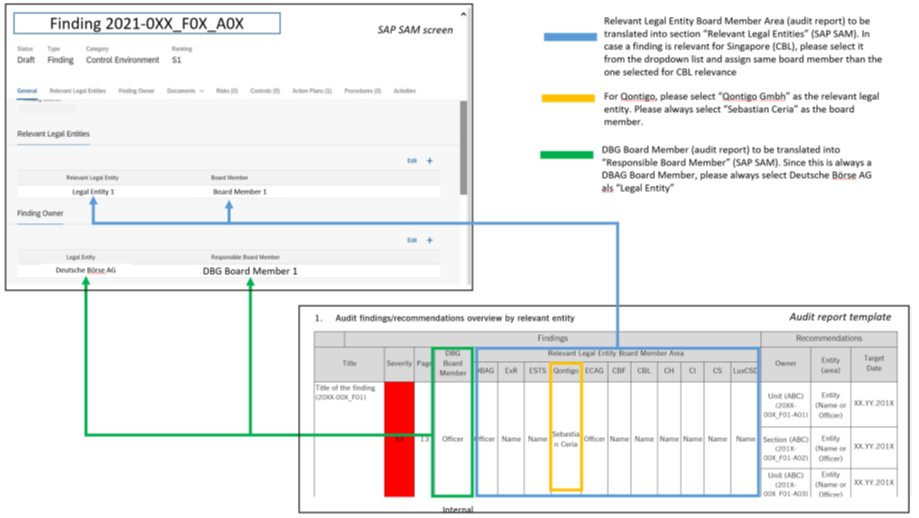 Finding 2021-0XX_F0X_A0X
SAP SAM screen
Status Type Category Ranking
Draft Finding Control Environment S1
General Relevant Legal Entities Finding Owner Documents Risks (0) Controls (0) Action Plans (1) Procedures (0) Activities
Relevant Legal Entities
Edit +
Relevant Legal Entity Board Member
Legal Entity 1 Board Member 1
Finding Owner
Edit +
Legal Entity Responsible Board Member
Deutsche Börse AG DBG Board Member 1
Relevant Legal Entity Board Member Area (audit report) to be
translated into section “Relevant Legal Entities” (SAP SAM). In
case a finding is relevant for Singapore (CBL), please select it
from the dropdown list and assign same board member than the
one selected for CBL relevance
For Qontigo, please select “Qontigo Gmbh” as the relevant legal
entity. Please always select “Sebastian Ceria” as the board
member.
DBG Board Member (audit report) to be translated into
“Responsible Board Member” (SAP SAM). Since this is always a
DBAG Board Member, please always select Deutsche Börse AG
als “Legal Entity”
1. Audit findings/recommendations overview by relevant entity
Audit report template
Findings Recommendations
Title Severity Page
DBG
Board
Member
Relevant Legal Entity Board Member Area
DBAG ExR ESTS Qontigo ECAG CBF CBL CH CI CS LuxCSD
Owner
Entity
(area)
Target
Date
Title of the finding
(20XX-00X_F01)
13 Officer Officer Name Name
Sebastia
n Ceria
Officer Name Name Name Name Name Name
Unit (ABC)
(20XX-
00X_F01-A01)
Entity
(Name or
Officer)
XX.YY.201X
Section (ABC)
(201X-
00X_F01-A02)
Entity
(Name or
Officer)
XX.YY.201X
Unit (ABC)
(201X-
00X_F01-A03)
Entity
(Name or
Officer)
XX.YY.201X
Internal